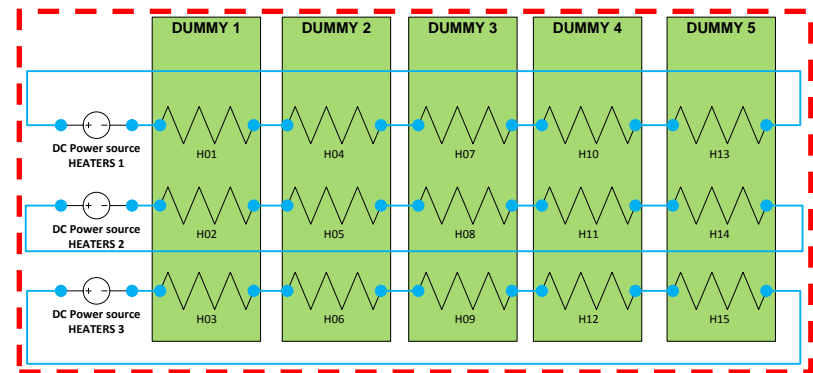 DUMMY 1 DUMMY 2 DUMMY 3 DUMMY 4 DUMMY 5
+ -
DC Power source
HEATERS 1
H01 H04 H07 H10 H13
+ -
DC Power source
HEATERS 2
H02 H05 H08 H11 H14
+ -
DC Power source
HEATERS 3
H03 H06 H09 H12 H15